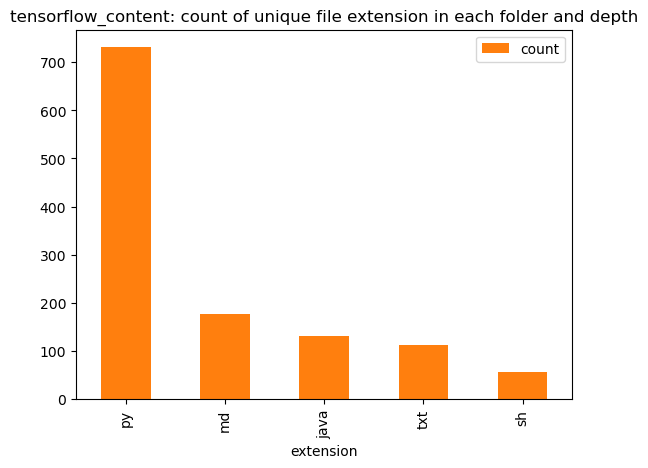 tensorflow_content: count of unique file extension in each folder and depth
count
700
600
500
400
300
200
100
0
py
md
java
txt
sh
extension